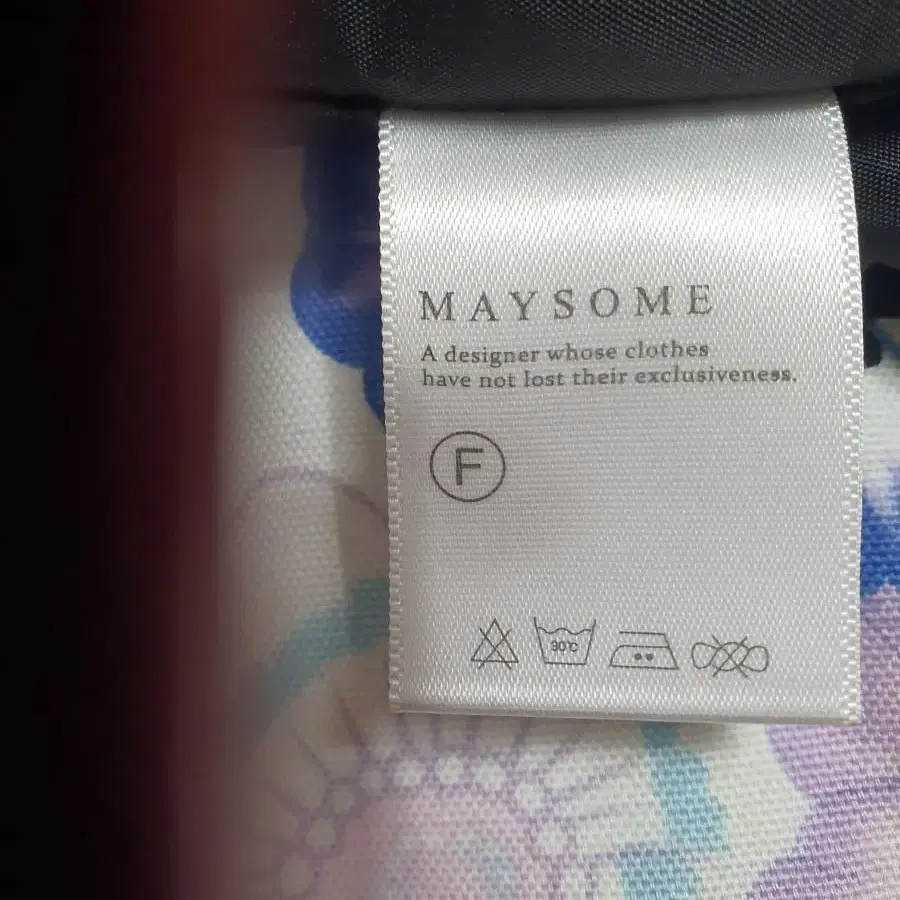 MAYSOME
A designer whose clothes
have not lost their exclusiveness.
F
30°C